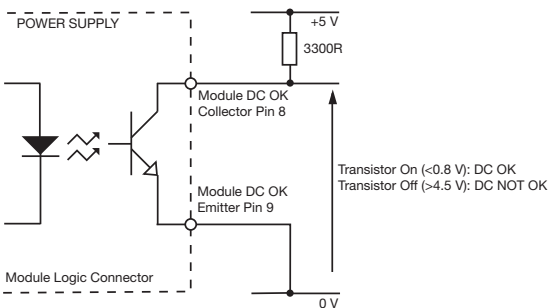 POWER SUPPLY
+5 V
3300R
Module DC OK
Collector Pin 8
Transistor On (<0.8 V): DC OK
Transistor Off (>4.5 V): DC NOT OK
Module DC OK
Emitter Pin 9
Module Logic Connector
0 V